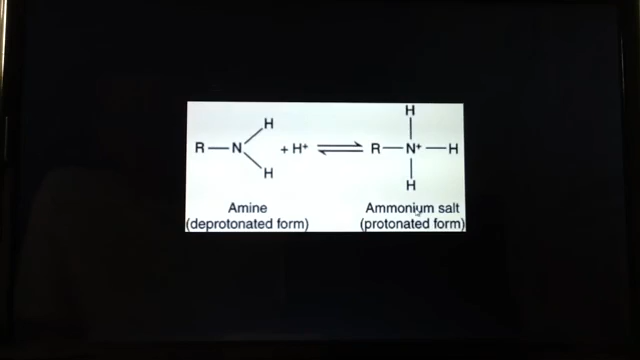 H H
R—N + H⁺ ⇌ R—N⁺—H
H H
Amine Ammonium salt
(deprotonated form) (protonated form)